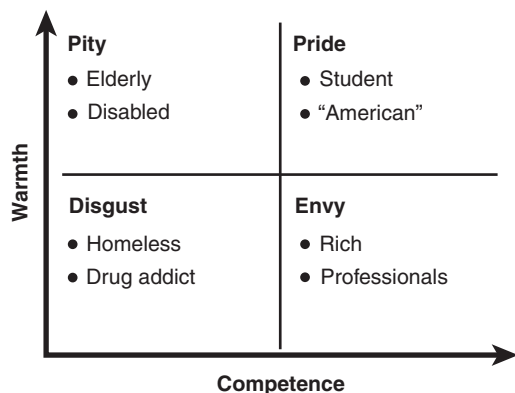 Pity
• Elderly
• Disabled
Pride
• Student
• “American”
Warmth
Disgust
• Homeless
• Drug addict
Envy
• Rich
• Professionals
Competence